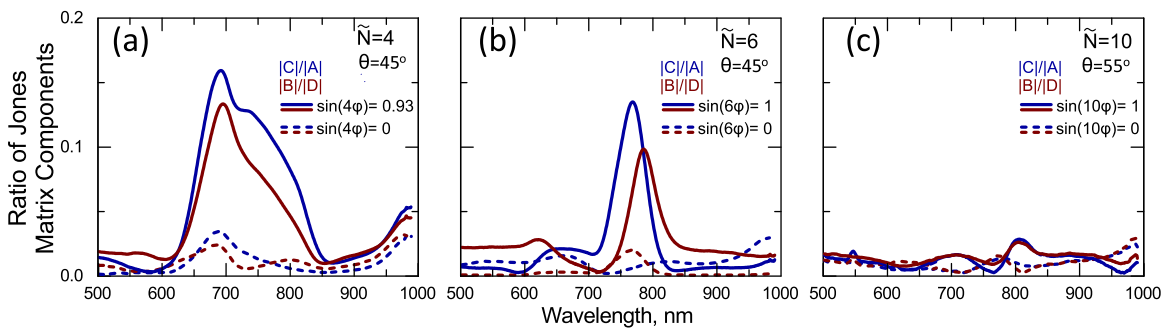 Ratio of Jones
Matrix Components
0.2
0.1
0.0
(a)
Ñ=4
θ=45°
|C|/|A|
|B|/|D|
sin(4φ)= 0.93
sin(4φ)= 0
500 600 700 800 900 1000
(b)
Ñ=6
θ=45°
|C|/|A|
|B|/|D|
sin(6φ)= 1
sin(6φ)= 0
500 600 700 800 900 1000
(c)
Ñ=10
θ=55°
|C|/|A|
|B|/|D|
sin(10φ)= 1
sin(10φ)= 0
500 600 700 800 900 1000
Wavelength, nm